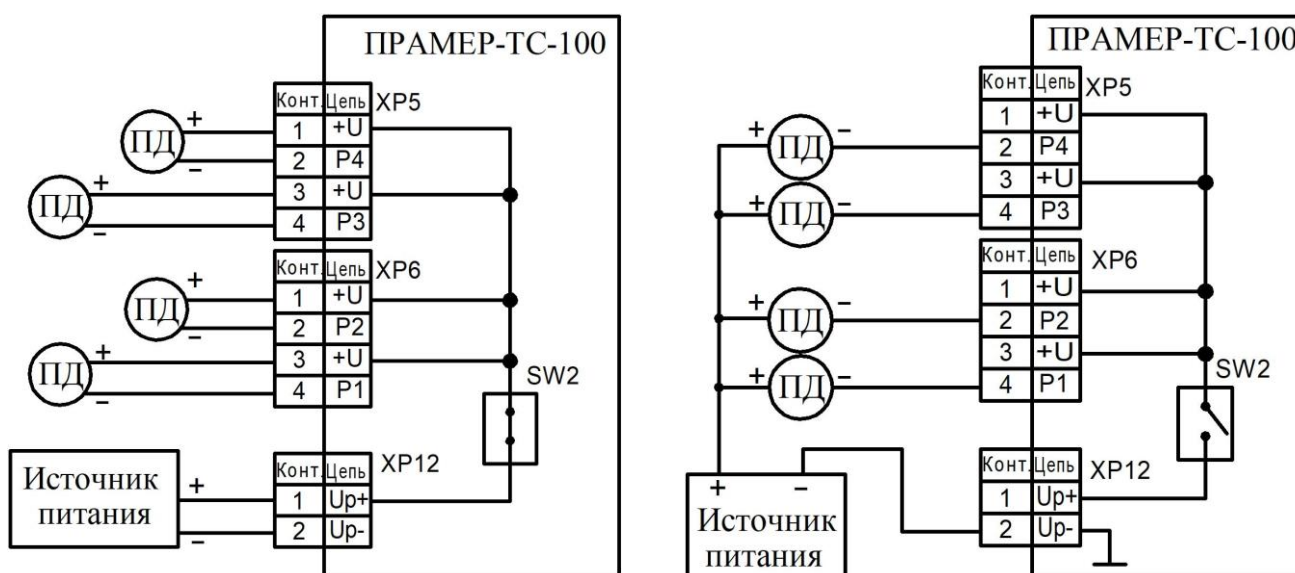 ПРАМЕР-ТС-100
Конт. Цепь XP5
ПД + 1 +U
− 2 P4
ПД + 3 +U
− 4 P3
Конт. Цепь XP6
ПД + 1 +U
− 2 P2
ПД + 3 +U
− 4 P1
SW2
Конт. Цепь XP12
Источник + 1 Up+
питания − 2 Up-
ПРАМЕР-ТС-100
Конт. Цепь XP5
1 +U
+ ПД − 2 P4
3 +U
+ ПД − 4 P3
Конт. Цепь XP6
1 +U
+ ПД − 2 P2
3 +U
+ ПД − 4 P1
SW2
Конт. Цепь XP12
+ − 1 Up+
Источник 2 Up-
питания